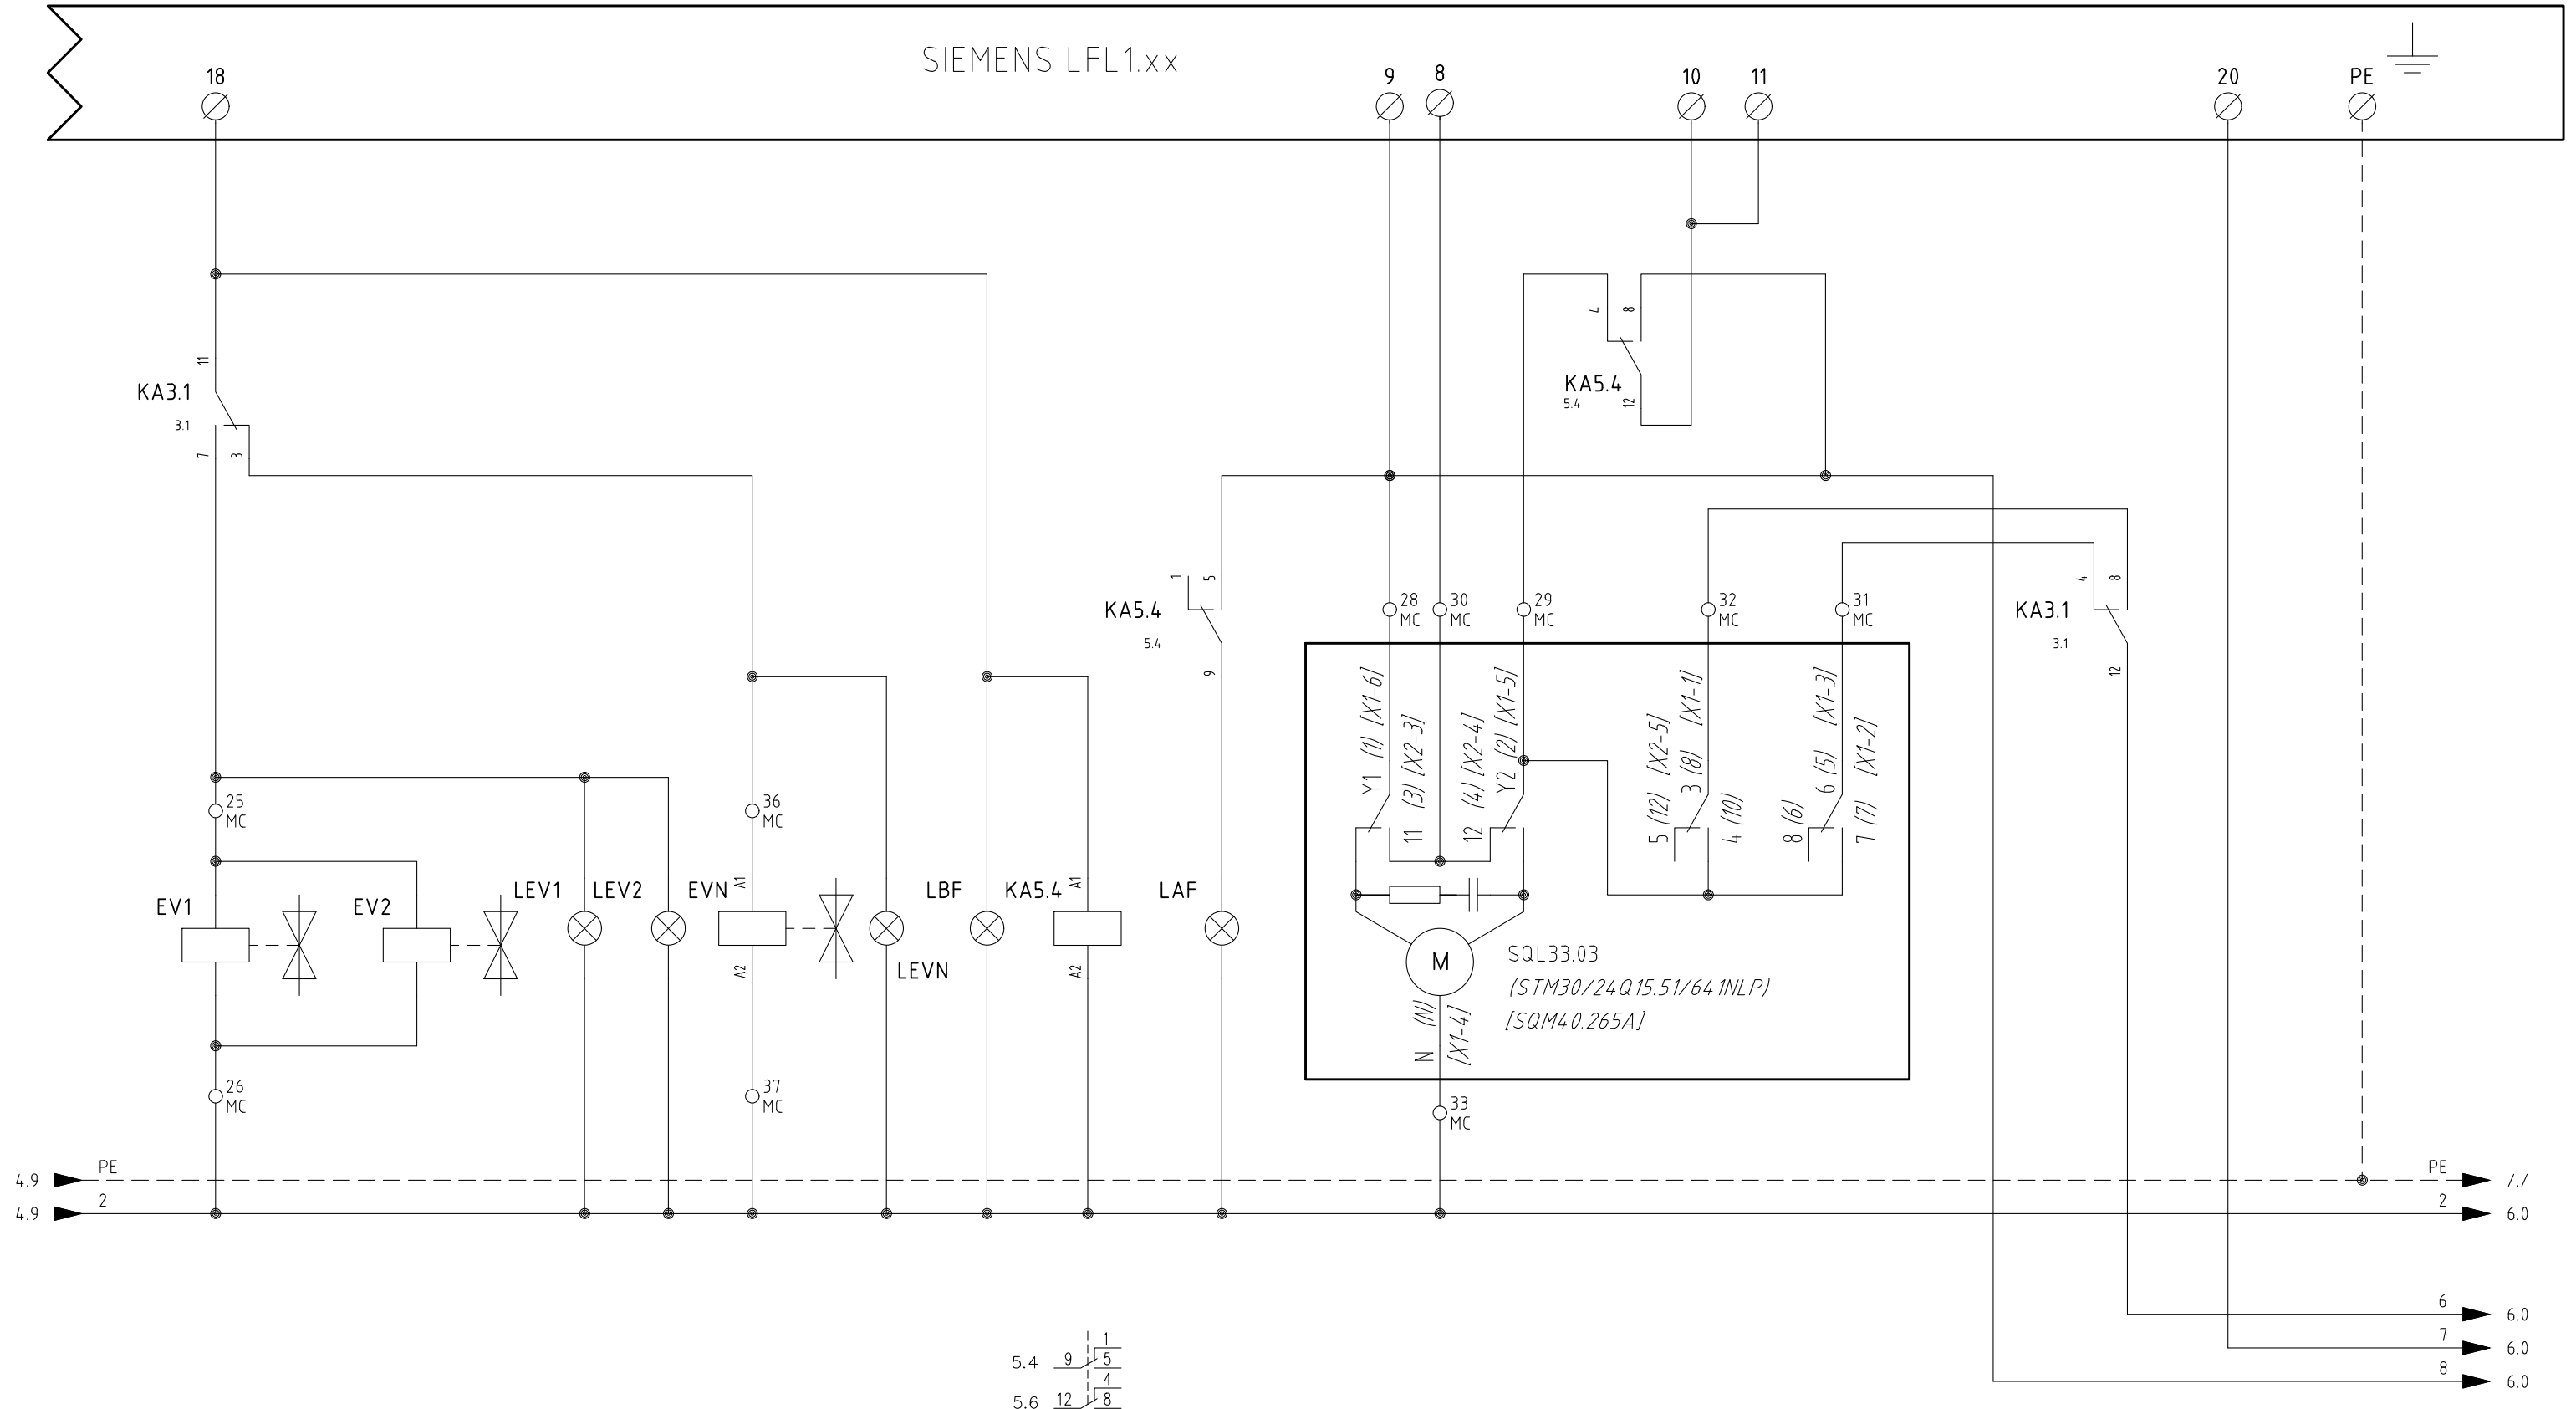 SIEMENS LFL1.xx
18
9
8
10
11
20
PE
4
8
11
KA3.1
3.1
7
3
KA5.4
5.4
12
1
5
KA5.4
5.4
9
28
MC
30
MC
29
MC
32
MC
31
MC
4
8
KA3.1
3.1
12
Y1 (1) [X1-6]
11 (3) [X2-3]
12 (4) [X2-4]
Y2 (2) [X1-5]
5 (12) [X2-5]
3 (8) [X1-1]
4 (10)
8 (6)
6 (5) [X1-3]
7 (7) [X1-2]
25
MC
36
MC
EV1
EV2
LEV1
LEV2
EVN
A1
A2
LEVN
LBF
KA5.4
A1
A2
LAF
M
SQL33.03
(STM30/24Q15.51/641NLP)
[SQM40.265A]
N (N)
[X1-4]
26
MC
37
MC
33
MC
4.9
PE
PE
/./
4.9
2
2
6.0
6
6.0
7
6.0
8
6.0
1
5.4
9
5
4
5.6
12
8